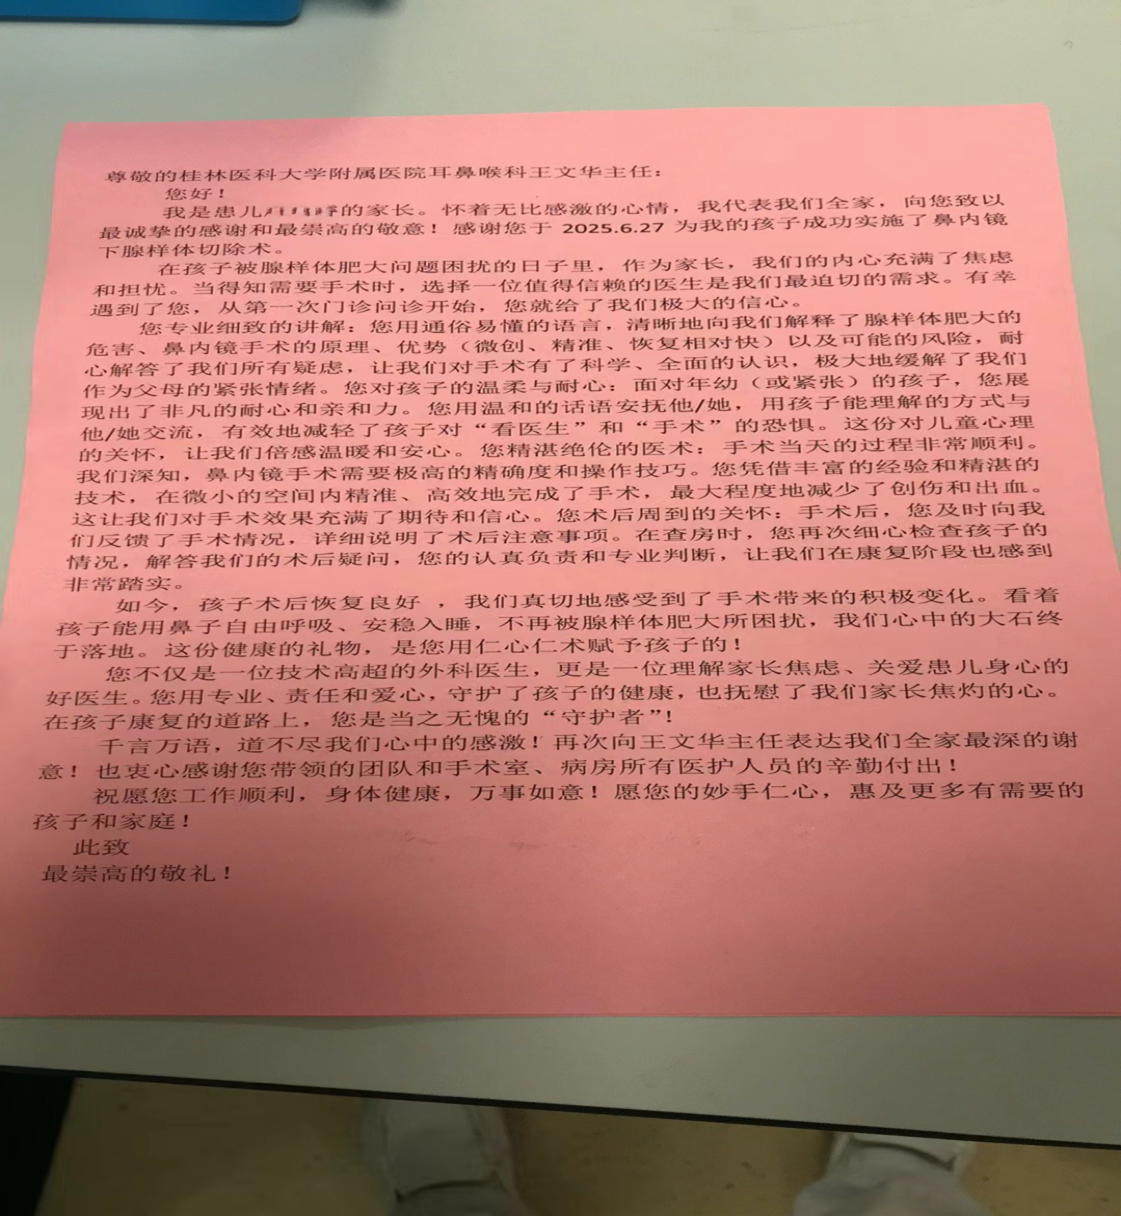 尊敬的桂林医科大学附属医院耳鼻喉科王文华主任：
您好！
我是患儿的家长。怀着无比感激的心情，我代表我们全家，向您致以
最诚挚的感谢和最崇高的敬意！感谢您于 2025.6.27 为我的孩子成功实施了鼻内镜
下腺样体切除术。
在孩子被腺样体肥大问题困扰的日子里，作为家长，我们的内心充满了焦虑
和担忧。当得知需要手术时，选择一位值得信赖的医生是我们最迫切的需求。有幸
遇到了您，从第一次门诊问诊开始，您就给了我们极大的信心。
您专业细致的讲解：您用通俗易懂的语言，清晰地向我们解释了腺样体肥大的
危害、鼻内镜手术的原理、优势（微创、精准、恢复相对快）以及可能的风险，耐
心解答了我们所有疑虑，让我们对手术有了科学、全面的认识，极大地缓解了我们
作为父母的紧张情绪。您对孩子的温柔与耐心：面对年幼（或紧张）的孩子，您展
现出了非凡的耐心和亲和力。您用温和的话语安抚他/她，用孩子能理解的方式与
他/她交流，有效地减轻了孩子对“看医生”和“手术”的恐惧。这份对儿童心理
的关怀，让我们倍感温暖和安心。您精湛绝伦的医术：手术当天的过程非常顺利。
我们深知，鼻内镜手术需要极高的精确度和操作技巧。您凭借丰富的经验和精湛的
技术，在微小的空间内精准、高效地完成了手术，最大程度地减少了创伤和出血。
这让我们对手术效果充满了期待和信心。您术后周到的关怀：手术后，您及时向我
们反馈了手术情况，详细说明了术后注意事项。在查房时，您再次细心检查孩子的
情况，解答我们的术后疑问，您的认真负责和专业判断，让我们在康复阶段也感到
非常踏实。
如今，孩子术后恢复良好 ，我们真切地感受到了手术带来的积极变化。看着
孩子能用鼻子自由呼吸、安稳入睡，不再被腺样体肥大所困扰，我们心中的大石终
于落地。这份健康的礼物，是您用仁心仁术赋予孩子的！
您不仅是一位技术高超的外科医生，更是一位理解家长焦虑、关爱患儿身心的
好医生。您用专业、责任和爱心，守护了孩子的健康，也抚慰了我们家长焦灼的心。
在孩子康复的道路上，您是当之无愧的“守护者”！
千言万语，道不尽我们心中的感激！再次向王文华主任表达我们全家最深的谢
意！也衷心感谢您带领的团队和手术室、病房所有医护人员的辛勤付出！
祝愿您工作顺利，身体健康，万事如意！愿您的妙手仁心，惠及更多有需要的
孩子和家庭！
此致
最崇高的敬礼！